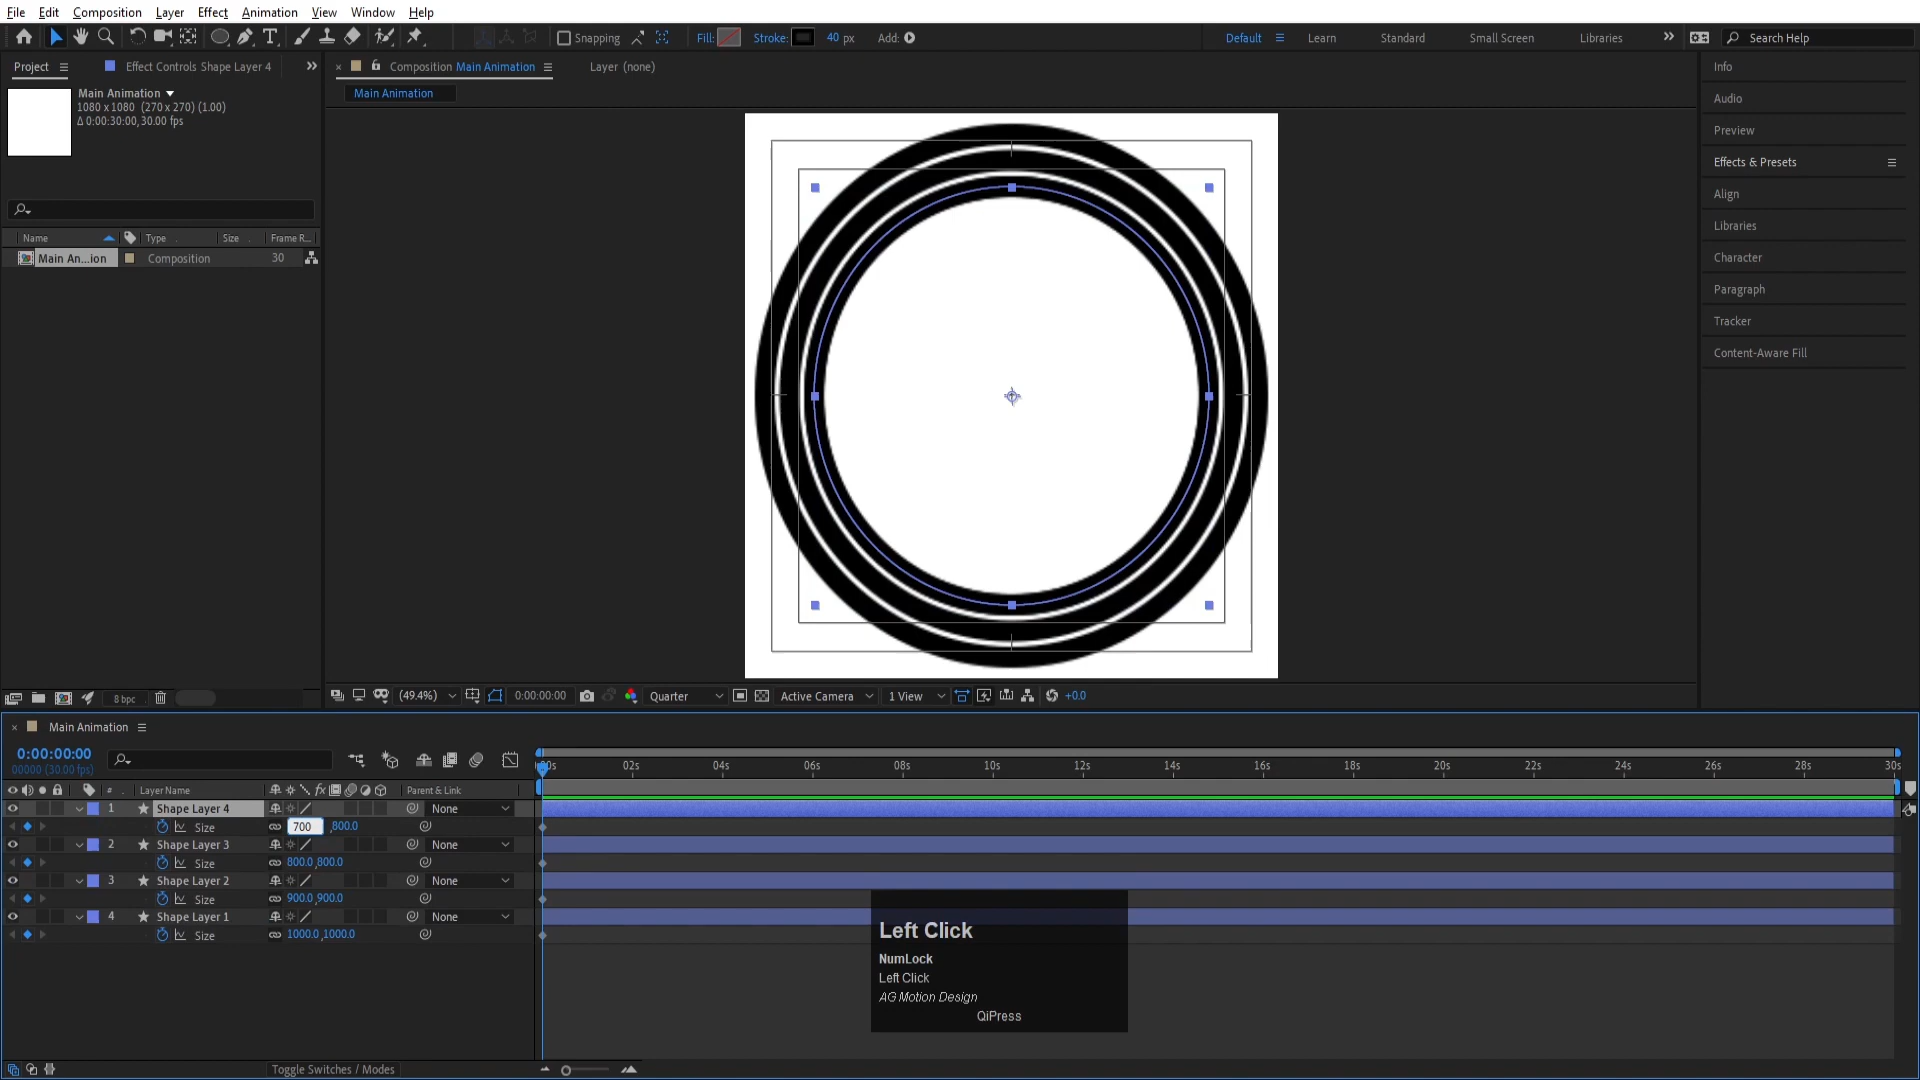 File Edit Composition Layer Effect Animation View Window Help
Snapping Fill: Stroke: 40 px Add: Default Learn Standard Small Screen Libraries Search Help
Project Effect Controls Shape Layer 4 Composition Main Animation Layer (none)
Main Animation
1080 x 1080 (270 x 270) (1.00)
Δ 0:00:30:00, 30.00 fps
Main Animation
Name Type Size Frame R...
Main An...ion Composition 30
Info
Audio
Preview
Effects & Presets
Align
Libraries
Character
Paragraph
Tracker
Content-Aware Fill
8 bpc (49.4%) 0:00:00:00 Quarter Active Camera 1 View +0.0
Main Animation
0:00:00:00
00000 (30.00 fps)
02s 04s 06s 08s 10s 12s 14s 16s 18s 20s 22s 24s 26s 28s 30s
# Layer Name fx Parent & Link
1 Shape Layer 4 None
Size 700 ,800.0
2 Shape Layer 3 None
Size 800.0,800.0
3 Shape Layer 2 None
Size 900.0,900.0
4 Shape Layer 1 None
Size 1000.0,1000.0
Left Click
NumLock
Left Click
AG Motion Design
QiPress
Toggle Switches / Modes